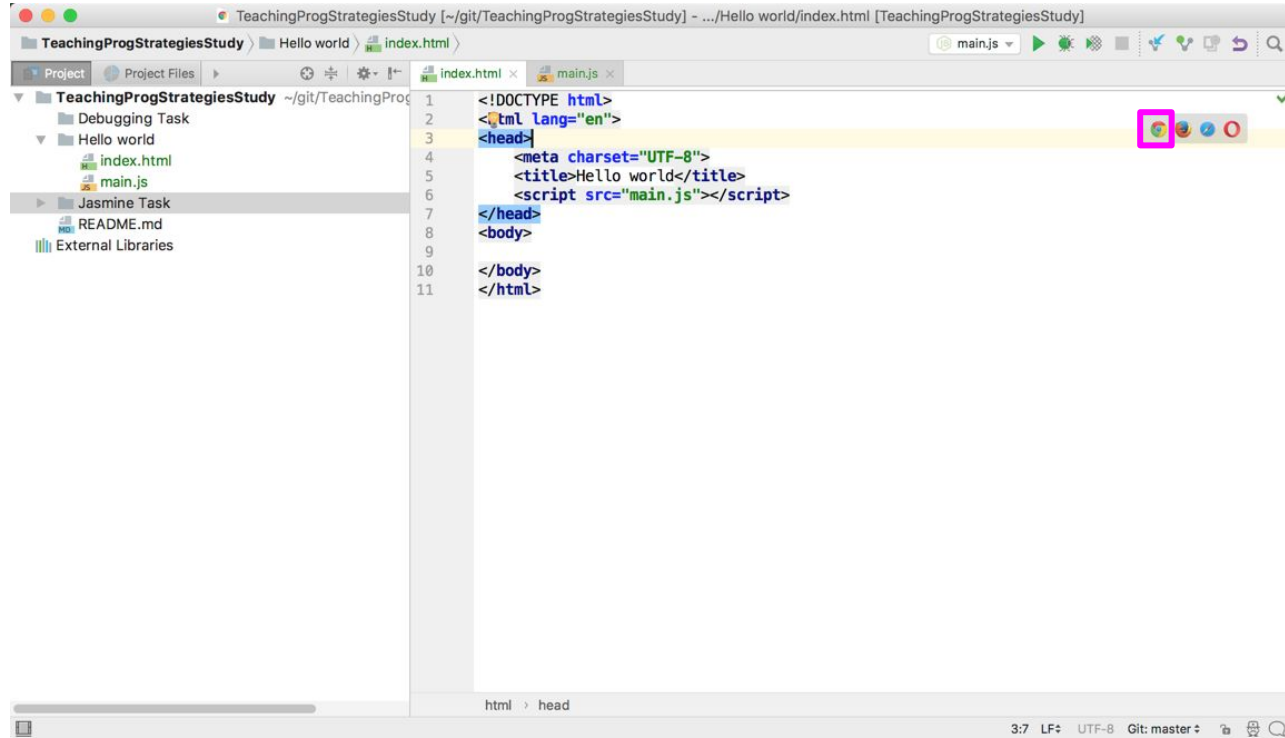 TeachingProgStrategiesStudy [~/git/TeachingProgStrategiesStudy] - .../Hello world/index.html [TeachingProgStrategiesStudy]
TeachingProgStrategiesStudy Hello world index.html main.js
Project Project Files index.html main.js
TeachingProgStrategiesStudy ~/git/TeachingProg
Debugging Task
Hello world
index.html
main.js
Jasmine Task
README.md
External Libraries
1 <!DOCTYPE html>
2 <html lang="en">
3 <head>
4 <meta charset="UTF-8">
5 <title>Hello world</title>
6 <script src="main.js"></script>
7 </head>
8 <body>
9
10 </body>
11 </html>
html › head
3:7 LF UTF-8 Git: master